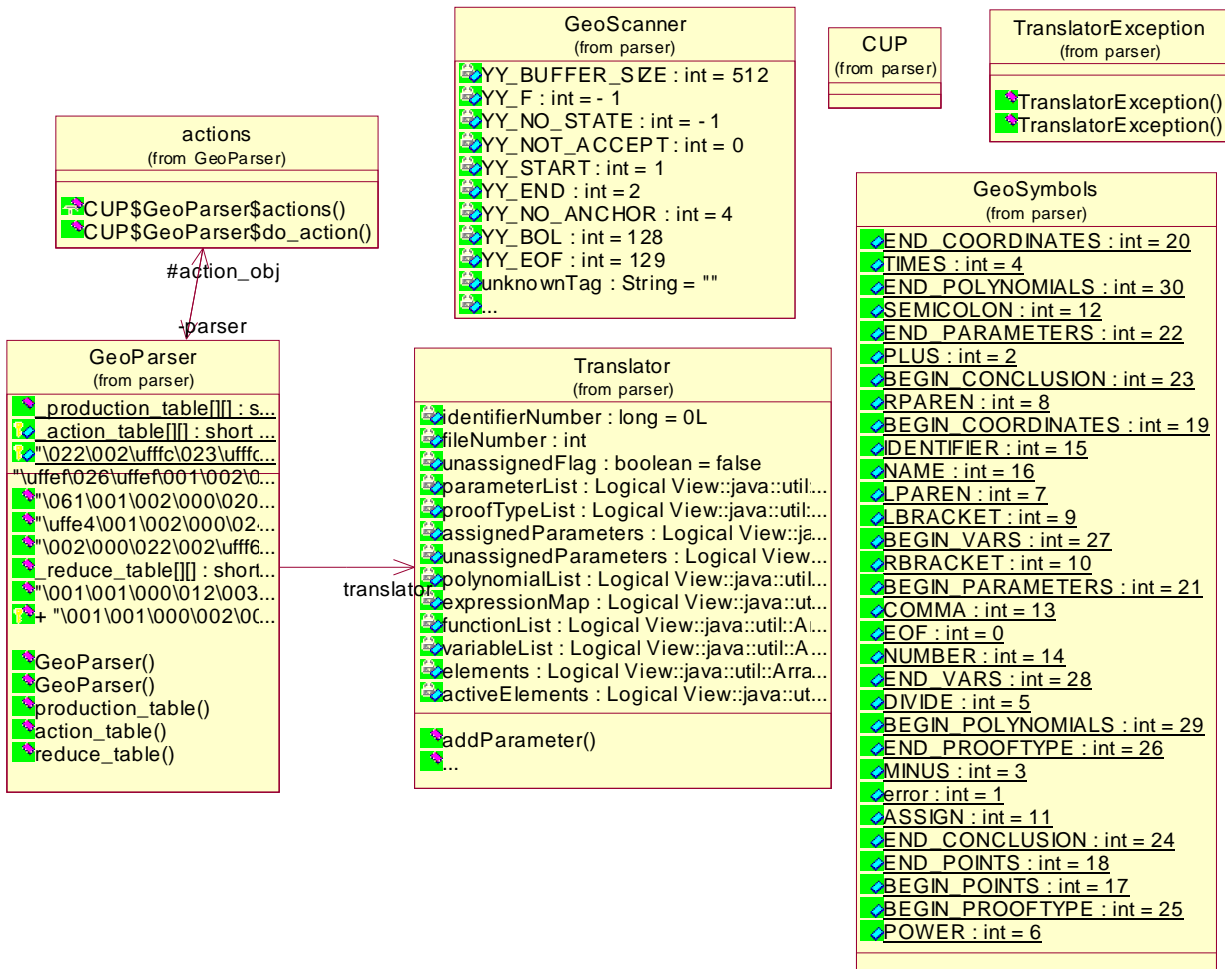 GeoScanner
(from parser)
YY_BUFFER_SIZE : int = 512
YY_F : int = - 1
YY_NO_STATE : int = - 1
YY_NOT_ACCEPT : int = 0
YY_START : int = 1
YY_END : int = 2
YY_NO_ANCHOR : int = 4
YY_BOL : int = 128
YY_EOF : int = 129
unknownTag : String = ""
...
CUP
(from parser)
TranslatorException
(from parser)
TranslatorException()
TranslatorException()
actions
(from GeoParser)
CUP$GeoParser$actions()
CUP$GeoParser$do_action()
#action_obj
-parser
GeoParser
(from parser)
_production_table[][] : s...
_action_table[][] : short ...
"\022\002\ufffc\023\ufffc...
"\uffef\026\uffef\001\002\0...
"\061\001\002\000\020...
"\uffe4\001\002\000\02...
"\002\000\022\002\ufff6...
_reduce_table[][] : short...
"\001\001\000\012\003...
+ "\001\001\000\002\00...
GeoParser()
GeoParser()
production_table()
action_table()
reduce_table()
translator
Translator
(from parser)
identifierNumber : long = 0L
fileNumber : int
unassignedFlag : boolean = false
parameterList : Logical View::java::util:...
proofTypeList : Logical View::java::util:...
assignedParameters : Logical View::ja...
unassignedParameters : Logical View...
polynomialList : Logical View::java::util...
expressionMap : Logical View::java::ut...
functionList : Logical View::java::util::A...
variableList : Logical View::java::util::A...
elements : Logical View::java::util::Arra...
activeElements : Logical View::java::ut...
addParameter()
...
GeoSymbols
(from parser)
END_COORDINATES : int = 20
TIMES : int = 4
END_POLYNOMIALS : int = 30
SEMICOLON : int = 12
END_PARAMETERS : int = 22
PLUS : int = 2
BEGIN_CONCLUSION : int = 23
RPAREN : int = 8
BEGIN_COORDINATES : int = 19
IDENTIFIER : int = 15
NAME : int = 16
LPAREN : int = 7
LBRACKET : int = 9
BEGIN_VARS : int = 27
RBRACKET : int = 10
BEGIN_PARAMETERS : int = 21
COMMA : int = 13
EOF : int = 0
NUMBER : int = 14
END_VARS : int = 28
DIVIDE : int = 5
BEGIN_POLYNOMIALS : int = 29
END_PROOFTYPE : int = 26
MINUS : int = 3
error : int = 1
ASSIGN : int = 11
END_CONCLUSION : int = 24
END_POINTS : int = 18
BEGIN_POINTS : int = 17
BEGIN_PROOFTYPE : int = 25
POWER : int = 6